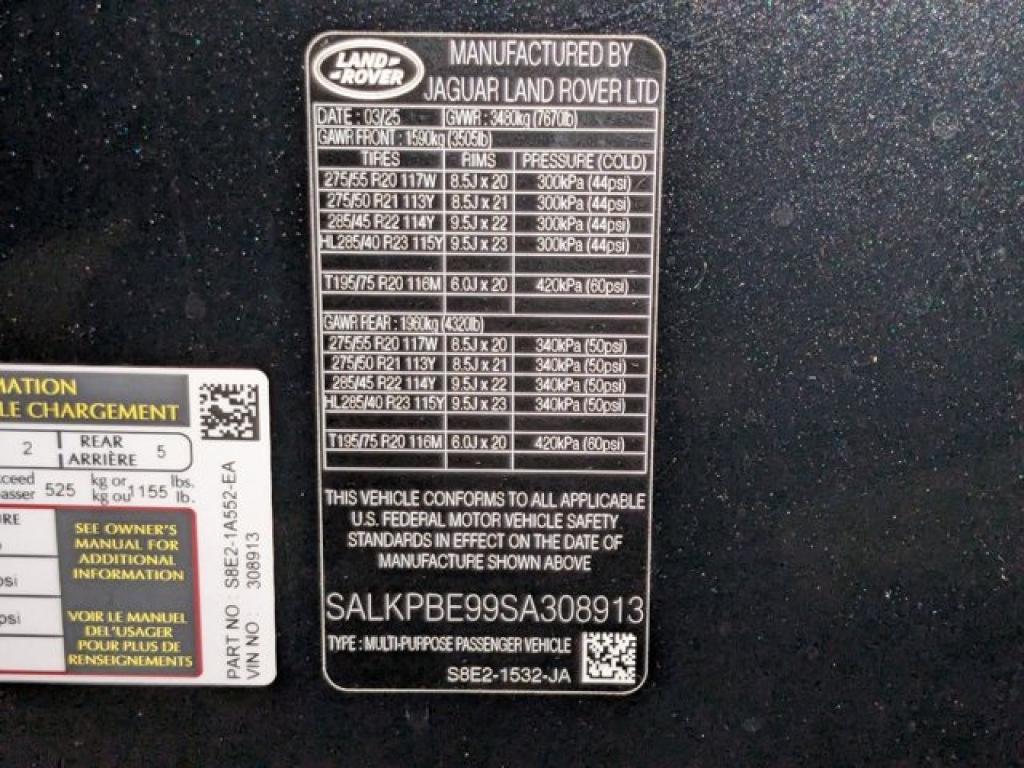 LAND
ROVER
MANUFACTURED BY
JAGUAR LAND ROVER LTD
DATE : 03/25 GVWR : 3480kg (7670lb)
GAWR FRONT : 1590kg (3505lb)
TIRES RIMS PRESSURE (COLD)
275/55 R20 117W 8.5J x 20 300kPa (44psi)
275/50 R21 113Y 8.5J x 21 300kPa (44psi)
285/45 R22 114Y 9.5J x 22 300kPa (44psi)
HL285/40 R23 115Y 9.5J x 23 300kPa (44psi)
T195/75 R20 116M 6.0J x 20 420kPa (60psi)
GAWR REAR : 1960kg (4320lb)
275/55 R20 117W 8.5J x 20 340kPa (50psi)
275/50 R21 113Y 8.5J x 21 340kPa (50psi)
285/45 R22 114Y 9.5J x 22 340kPa (50psi)
HL285/40 R23 115Y 9.5J x 23 340kPa (50psi)
T195/75 R20 116M 6.0J x 20 420kPa (60psi)
THIS VEHICLE CONFORMS TO ALL APPLICABLE
U.S. FEDERAL MOTOR VEHICLE SAFETY
STANDARDS IN EFFECT ON THE DATE OF
MANUFACTURE SHOWN ABOVE
SALKPBE99SA308913
TYPE : MULTI-PURPOSE PASSENGER VEHICLE
S8E2-1532-JA
MATION
LE CHARGEMENT
2 REAR 5
ARRIÈRE
xceed 525 kg or 1155 lbs.
passer kg ou lb.
URE
psi
psi
SEE OWNER'S
MANUAL FOR
ADDITIONAL
INFORMATION
VOIR LE MANUEL
DEL'USAGER
POUR PLUS DE
RENSEIGNEMENTS
PART NO : S8E2-1A552-EA
VIN NO : 308913